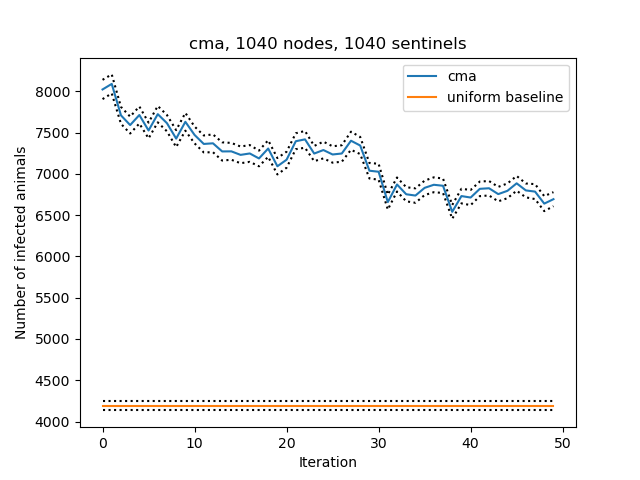 cma, 1040 nodes, 1040 sentinels
cma
uniform baseline
8000
7500
7000
6500
6000
5500
5000
4500
4000
Number of infected animals
0 10 20 30 40 50
Iteration